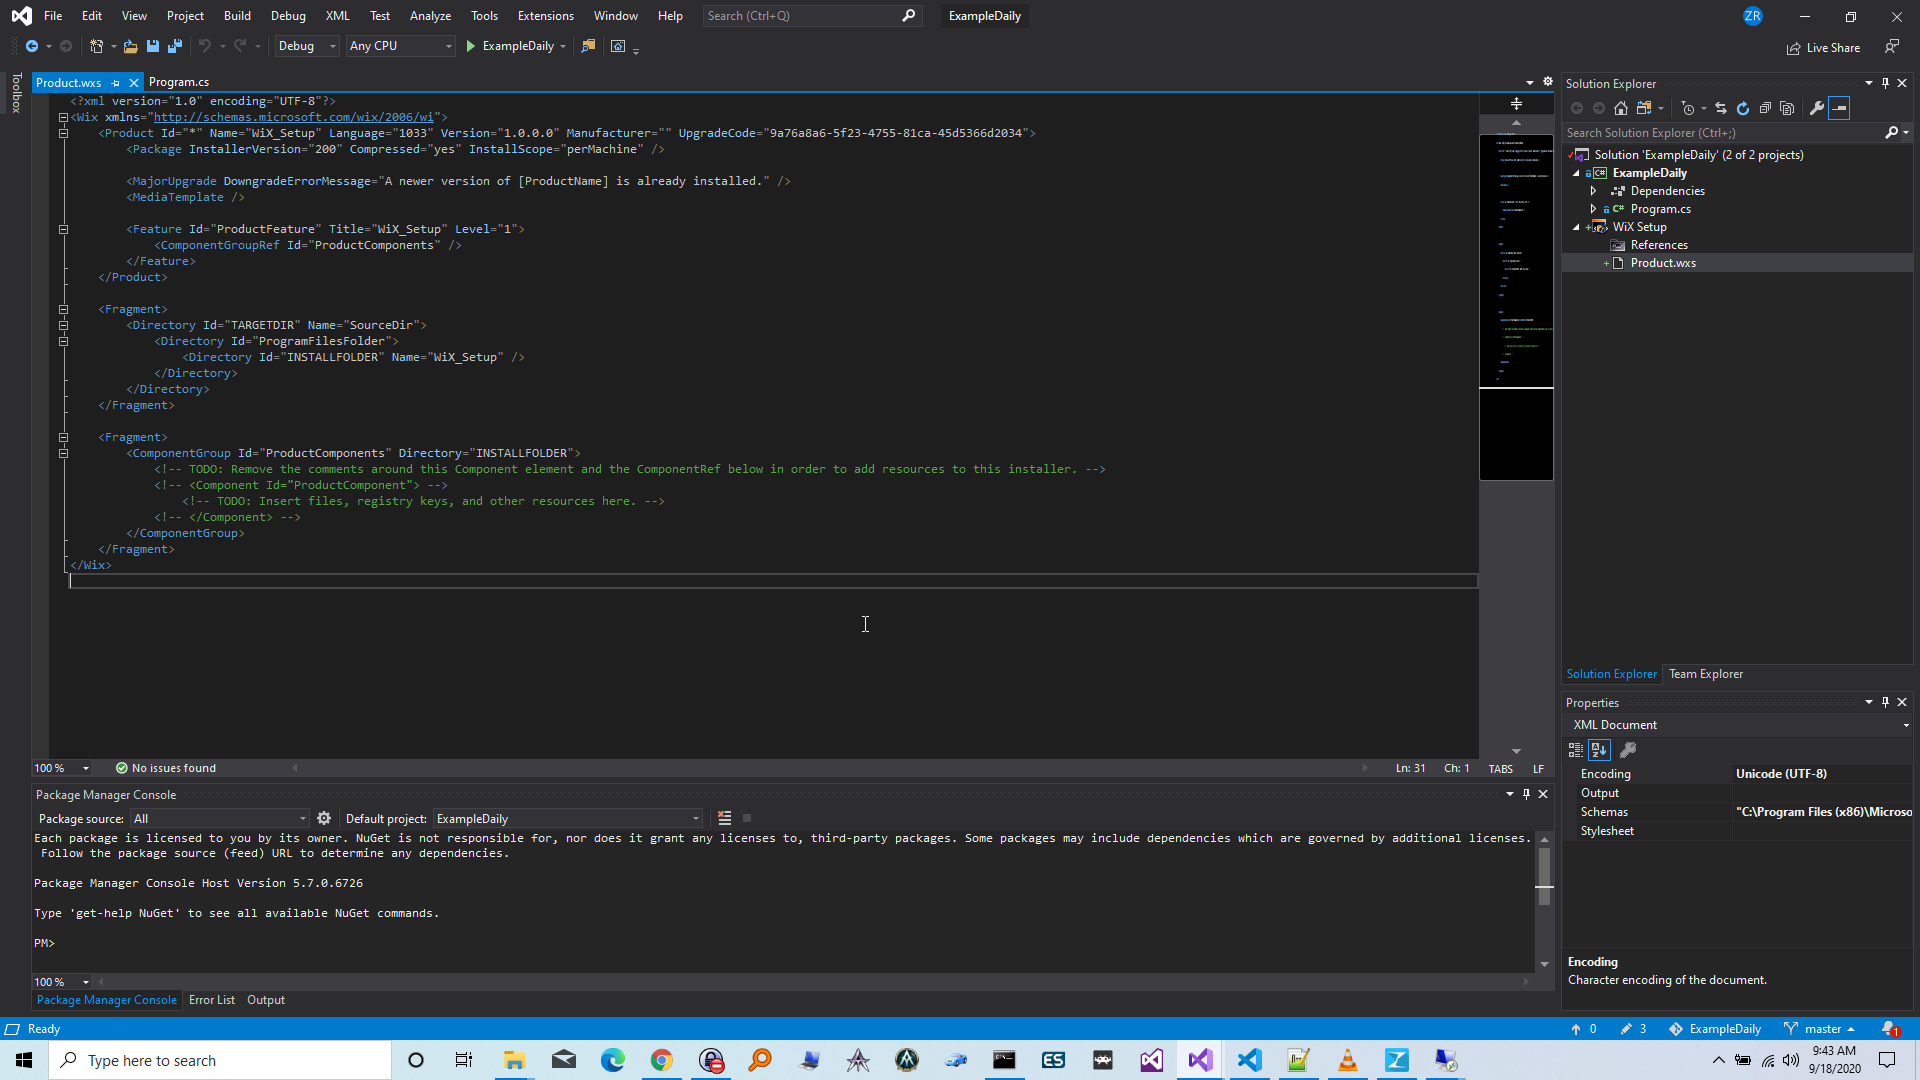 File Edit View Project Build Debug XML Test Analyze Tools Extensions Window Help Search (Ctrl+Q) ExampleDaily ZR
Debug Any CPU ExampleDaily Live Share
Toolbox
Product.wxs Program.cs
<?xml version="1.0" encoding="UTF-8"?>
<Wix xmlns="http://schemas.microsoft.com/wix/2006/wi">
<Product Id="*" Name="WiX_Setup" Language="1033" Version="1.0.0.0" Manufacturer="" UpgradeCode="9a76a8a6-5f23-4755-81ca-45d5366d2034">
<Package InstallerVersion="200" Compressed="yes" InstallScope="perMachine" />
<MajorUpgrade DowngradeErrorMessage="A newer version of [ProductName] is already installed." />
<MediaTemplate />
<Feature Id="ProductFeature" Title="WiX_Setup" Level="1">
<ComponentGroupRef Id="ProductComponents" />
</Feature>
</Product>
<Fragment>
<Directory Id="TARGETDIR" Name="SourceDir">
<Directory Id="ProgramFilesFolder">
<Directory Id="INSTALLFOLDER" Name="WiX_Setup" />
</Directory>
</Directory>
</Fragment>
<Fragment>
<ComponentGroup Id="ProductComponents" Directory="INSTALLFOLDER">
<!-- TODO: Remove the comments around this Component element and the ComponentRef below in order to add resources to this installer. -->
<!-- <Component Id="ProductComponent"> -->
<!-- TODO: Insert files, registry keys, and other resources here. -->
<!-- </Component> -->
</ComponentGroup>
</Fragment>
</Wix>
100 % No issues found Ln: 31 Ch: 1 TABS LF
Package Manager Console
Package source: All Default project: ExampleDaily
Each package is licensed to you by its owner. NuGet is not responsible for, nor does it grant any licenses to, third-party packages. Some packages may include dependencies which are governed by additional licenses.
Follow the package source (feed) URL to determine any dependencies.
Package Manager Console Host Version 5.7.0.6726
Type 'get-help NuGet' to see all available NuGet commands.
PM>
100 %
Package Manager Console Error List Output
Solution Explorer
Search Solution Explorer (Ctrl+;)
Solution 'ExampleDaily' (2 of 2 projects)
C# ExampleDaily
Dependencies
C# Program.cs
WiX Setup
References
Product.wxs
Solution Explorer Team Explorer
Properties
XML Document
Encoding Unicode (UTF-8)
Output
Schemas "C:\Program Files (x86)\Microso
Stylesheet
Encoding
Character encoding of the document.
Ready 0 3 ExampleDaily master 1
Type here to search ES 9:43 AM
9/18/2020